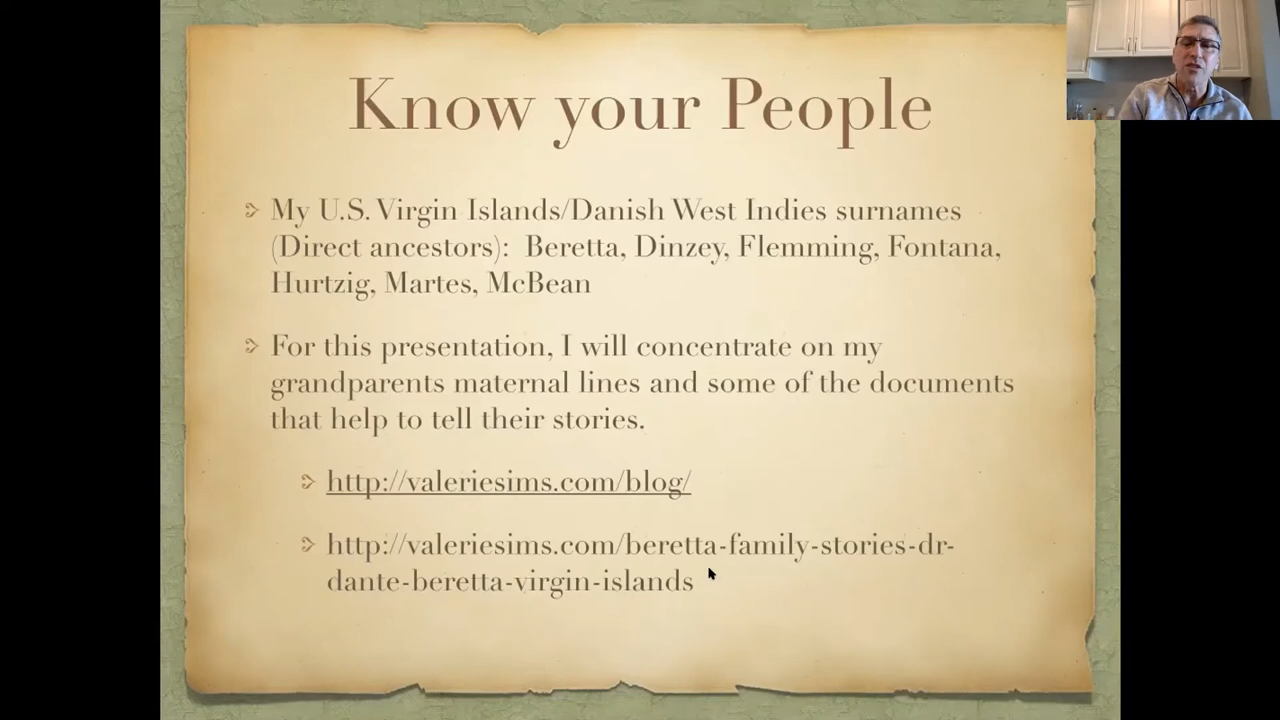 Know your People
My U.S. Virgin Islands/Danish West Indies surnames
(Direct ancestors): Beretta, Dinzey, Flemming, Fontana,
Hurtzig, Martes, McBean
For this presentation, I will concentrate on my
grandparents maternal lines and some of the documents
that help to tell their stories.
http://valeriesims.com/blog/
http://valeriesims.com/beretta-family-stories-dr-
dante-beretta-virgin-islands